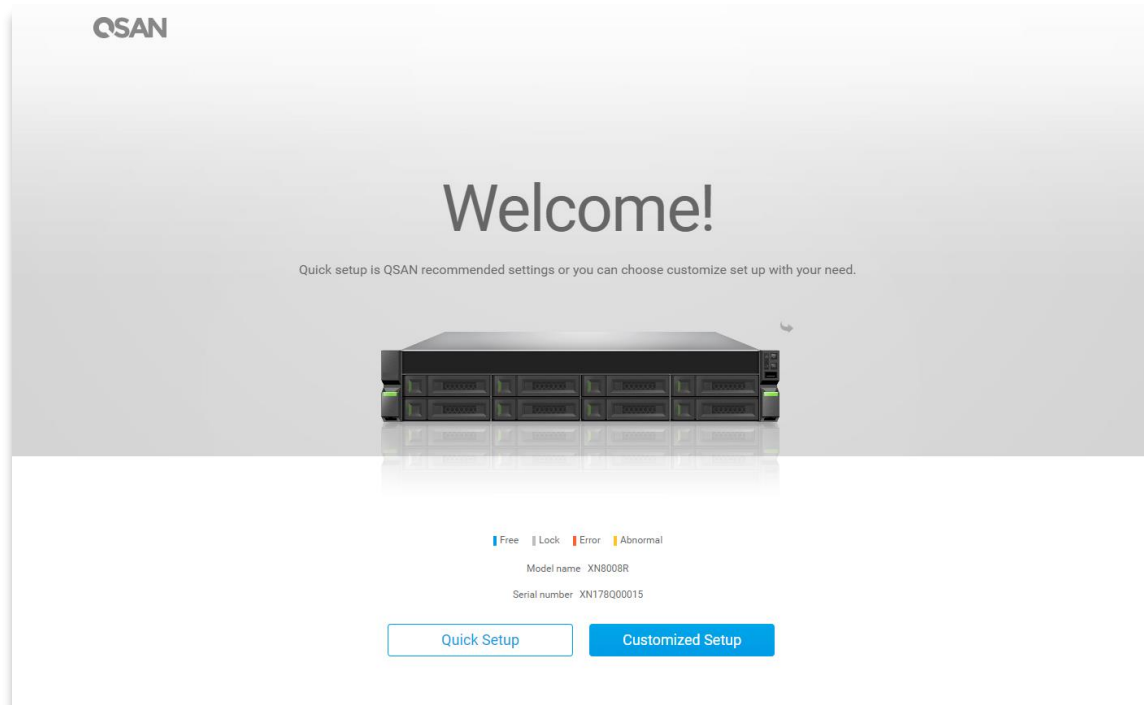 QSAN
Welcome!
Quick setup is QSAN recommended settings or you can choose customize set up with your need.
Free Lock Error Abnormal
Model name XN8008R
Serial number XN178Q00015
Quick Setup Customized Setup